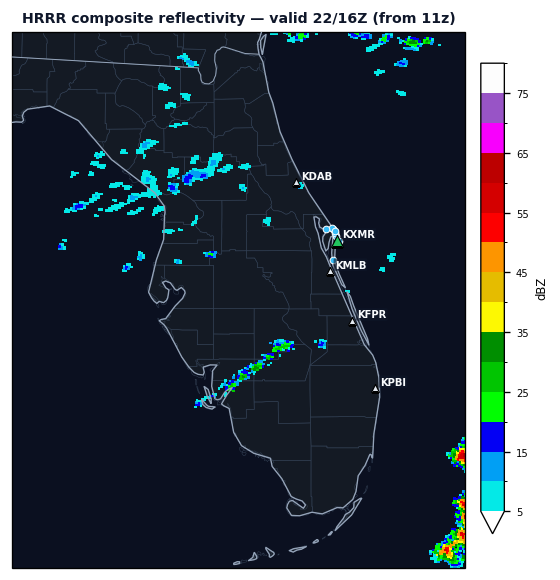 HRRR composite reflectivity — valid 22/16Z (from 11z)
KDAB
KXMR
KMLB
KFPR
KPBI
75
65
55
45
35
25
15
5
dBZ